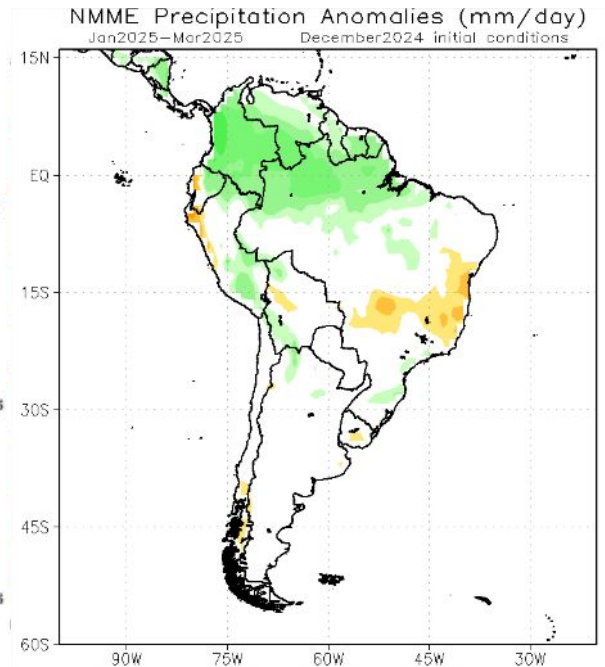 NMME Precipitation Anomalies (mm/day)
Jan2025-Mar2025 December2024 initial conditions
15N
EQ
15S
30S
45S
60S
90W 75W 60W 45W 30W